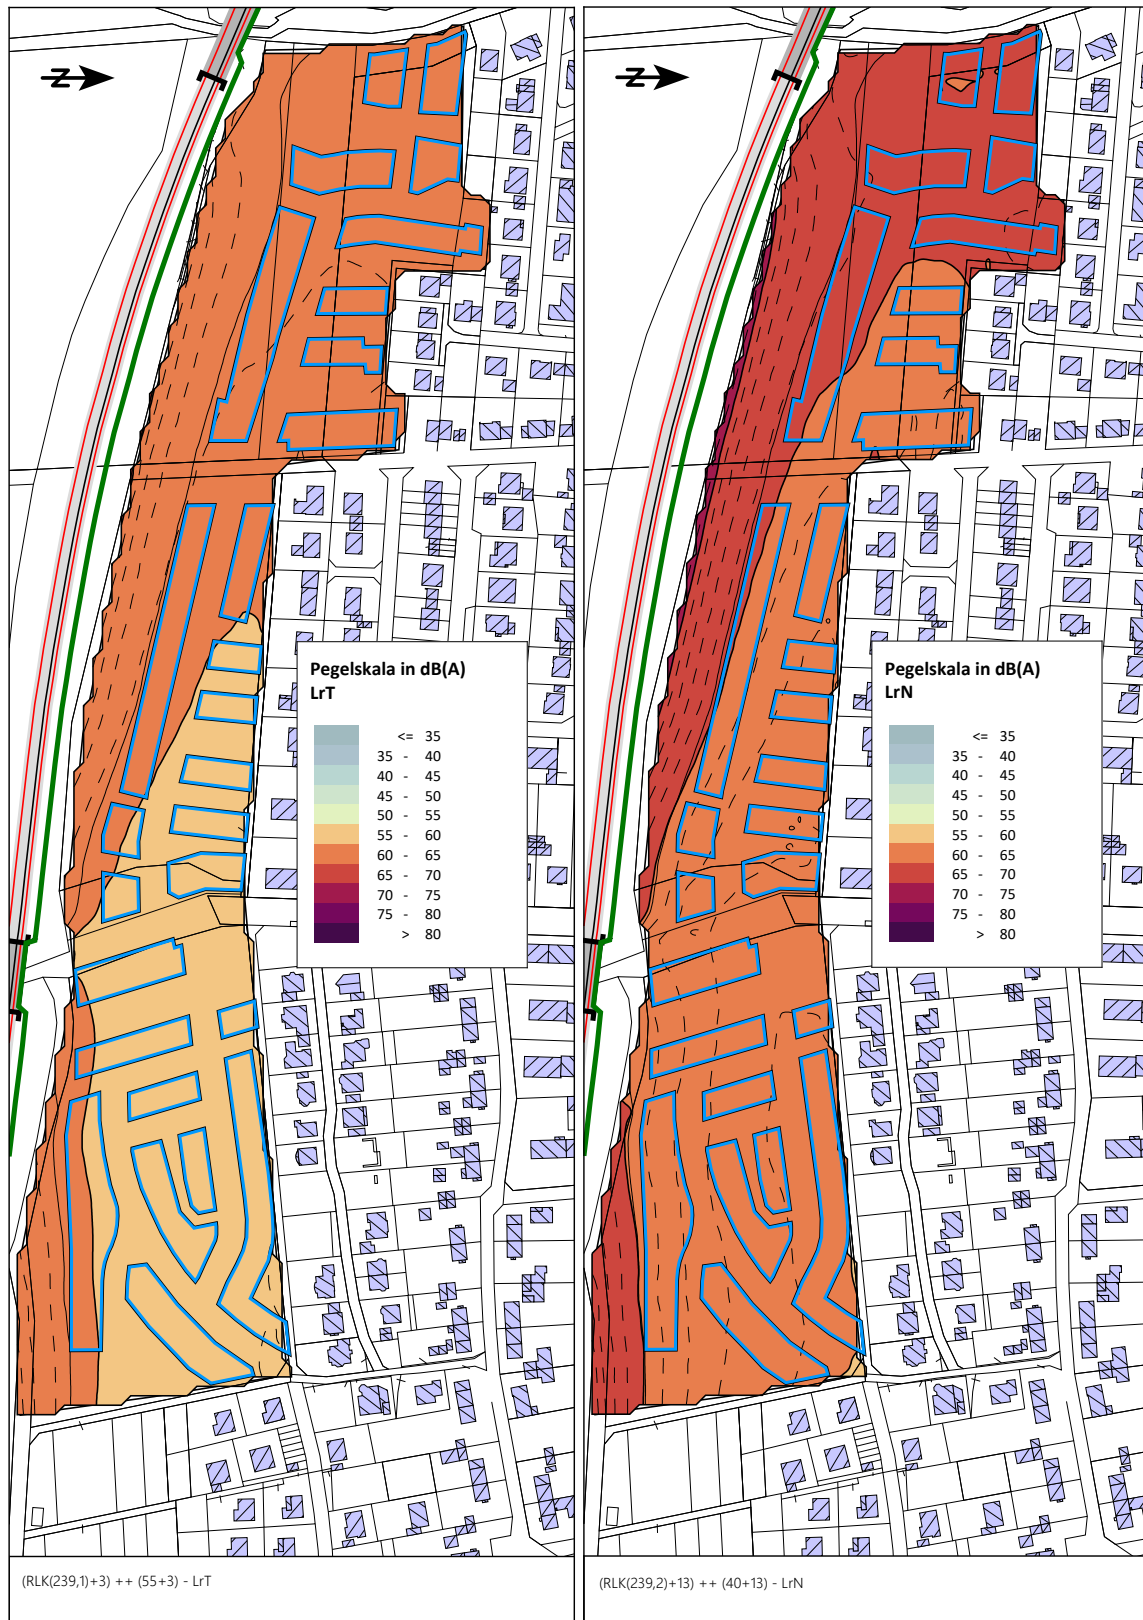 Z
Pegelskala in dB(A)
LrT
<= 35
35 - 40
40 - 45
45 - 50
50 - 55
55 - 60
60 - 65
65 - 70
70 - 75
75 - 80
> 80
(RLK(239,1)+3) ++ (55+3) - LrT
Z
Pegelskala in dB(A)
LrN
<= 35
35 - 40
40 - 45
45 - 50
50 - 55
55 - 60
60 - 65
65 - 70
70 - 75
75 - 80
> 80
(RLK(239,2)+13) ++ (40+13) - LrN